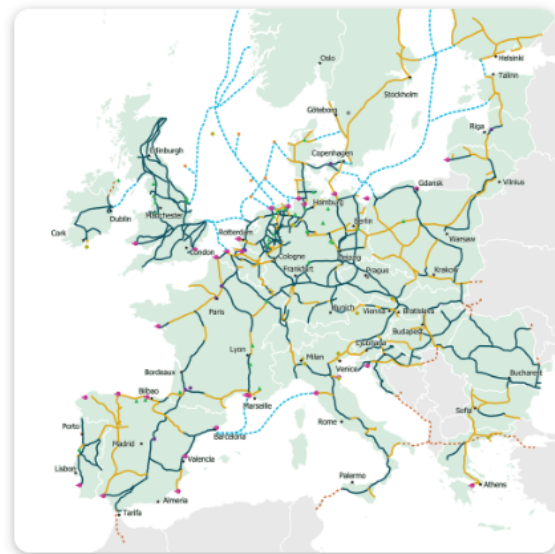 Oslo
Helsinki
Talinn
Stockholm
Göteborg
Riga
Edinburgh
Copenhagen
Vilnius
Gdansk
Dublin
Manchester
Hamburg
Cork
Rotterdam
Berlin
Warsaw
London
Cologne
Leipzig
Frankfurt
Prague
Krakow
Paris
Munich
Vienna
Bratislava
Budapest
Lyon
Ljubljana
Milan
Venice
Bordeaux
Bucharest
Bilbao
Marseille
Sofia
Porto
Rome
Madrid
Barcelona
Valencia
Lisbon
Palermo
Athens
Almeria
Tarifa